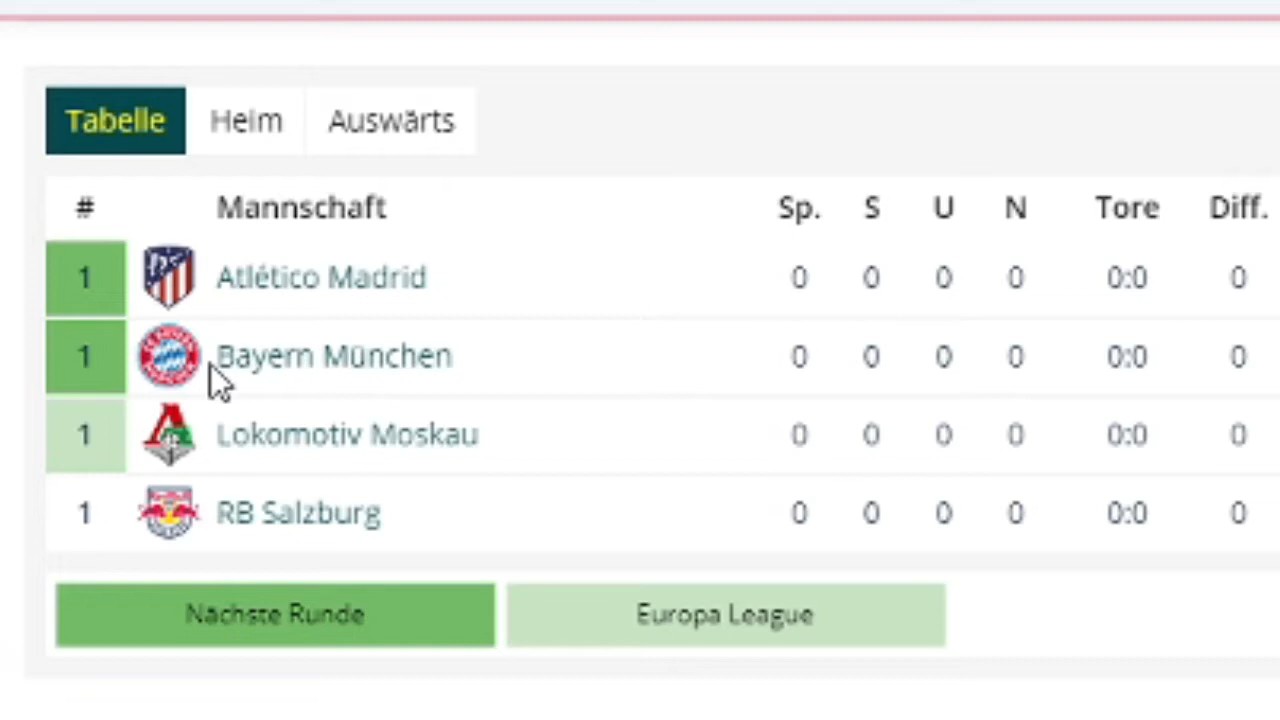 Tabelle Heim Auswärts
# Mannschaft Sp. S U N Tore Diff.
1 Atlético Madrid 0 0 0 0 0:0 0
1 Bayern München 0 0 0 0 0:0 0
1 Lokomotiv Moskau 0 0 0 0 0:0 0
1 RB Salzburg 0 0 0 0 0:0 0
Nächste Runde Europa League